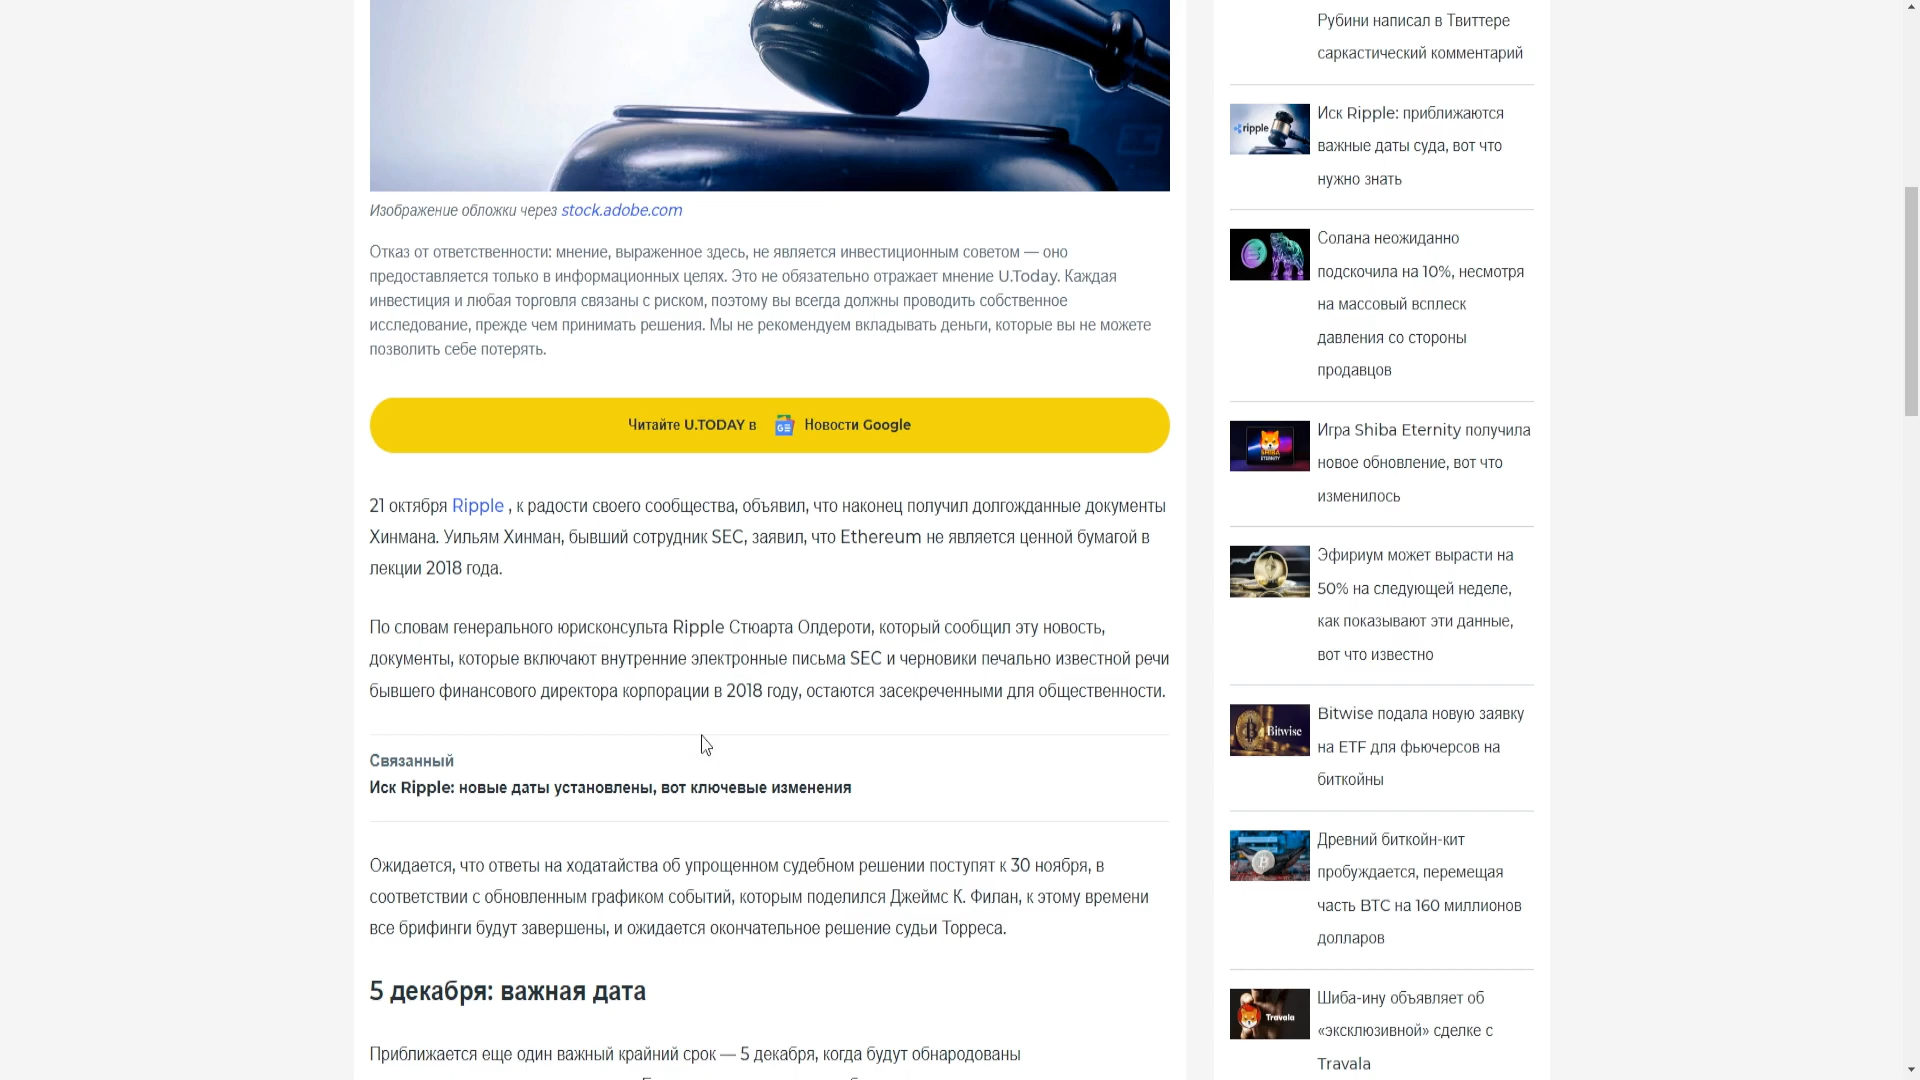 Изображение обложки через stock.adobe.com
Отказ от ответственности: мнение, выраженное здесь, не является инвестиционным советом — оно
предоставляется только в информационных целях. Это не обязательно отражает мнение U.Today. Каждая
инвестиция и любая торговля связаны с риском, поэтому вы всегда должны проводить собственное
исследование, прежде чем принимать решения. Мы не рекомендуем вкладывать деньги, которые вы не можете
позволить себе потерять.
Читайте U.TODAY в GE Новости Google
21 октября Ripple , к радости своего сообщества, объявил, что наконец получил долгожданные документы
Хинмана. Уильям Хинман, бывший сотрудник SEC, заявил, что Ethereum не является ценной бумагой в
лекции 2018 года.
По словам генерального юрисконсульта Ripple Стюарта Олдероти, который сообщил эту новость,
документы, которые включают внутренние электронные письма SEC и черновики печально известной речи
бывшего финансового директора корпорации в 2018 году, остаются засекреченными для общественности.
Связанный
Иск Ripple: новые даты установлены, вот ключевые изменения
Ожидается, что ответы на ходатайства об упрощенном судебном решении поступят к 30 ноября, в
соответствии с обновленным графиком событий, которым поделился Джеймс К. Филан, к этому времени
все брифинги будут завершены, и ожидается окончательное решение судьи Торреса.
5 декабря: важная дата
Приближается еще один важный крайний срок — 5 декабря, когда будут обнародованы
Рубини написал в Твиттере
саркастический комментарий
ripple
Иск Ripple: приближаются
важные даты суда, вот что
нужно знать
Солана неожиданно
подскочила на 10%, несмотря
на массовый всплеск
давления со стороны
продавцов
SHIBA
ETERNITY
Игра Shiba Eternity получила
новое обновление, вот что
изменилось
Эфириум может вырасти на
50% на следующей неделе,
как показывают эти данные,
вот что известно
Bitwise
Bitwise подала новую заявку
на ETF для фьючерсов на
биткойны
Древний биткойн-кит
пробуждается, перемещая
часть BTC на 160 миллионов
долларов
Travala
Шиба-ину объявляет об
«эксклюзивной» сделке с
Travala